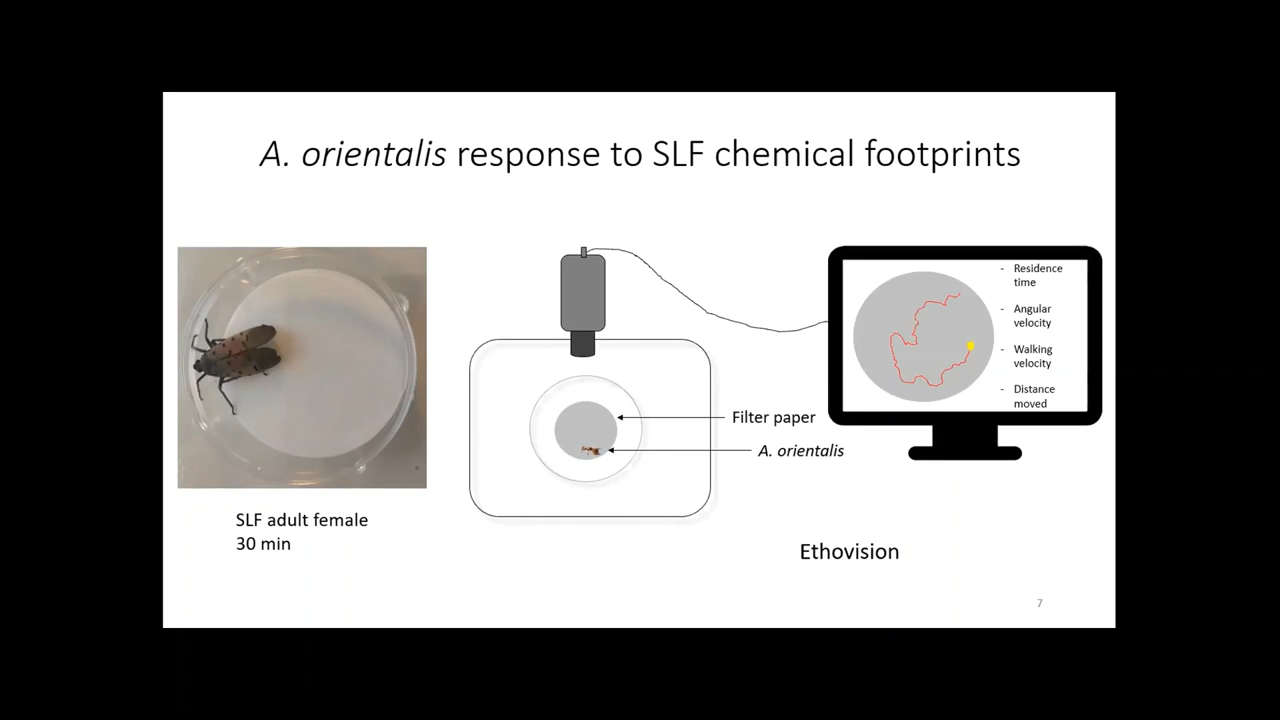 A. orientalis response to SLF chemical footprints
- Residence
time
- Angular
velocity
- Walking
velocity
- Distance
moved
Filter paper
A. orientalis
SLF adult female
30 min
Ethovision
7